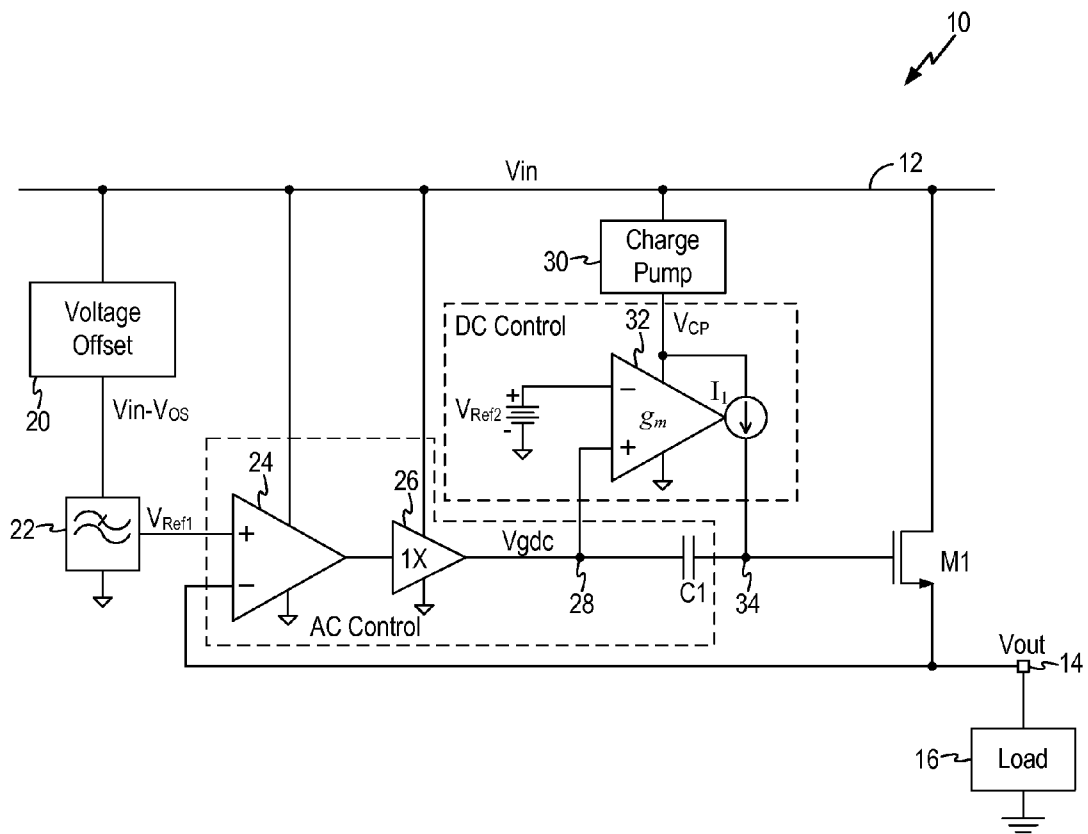 10
Vin
12
Voltage
Offset
20
Vin-VOS
22
VRef1
+
−
24
26
1X
AC Control
Vgdc
28
C1
34
30
Charge
Pump
DC Control
VCP
32
VRef2
+
-
−
+
gm
I1
M1
Vout
14
16
Load